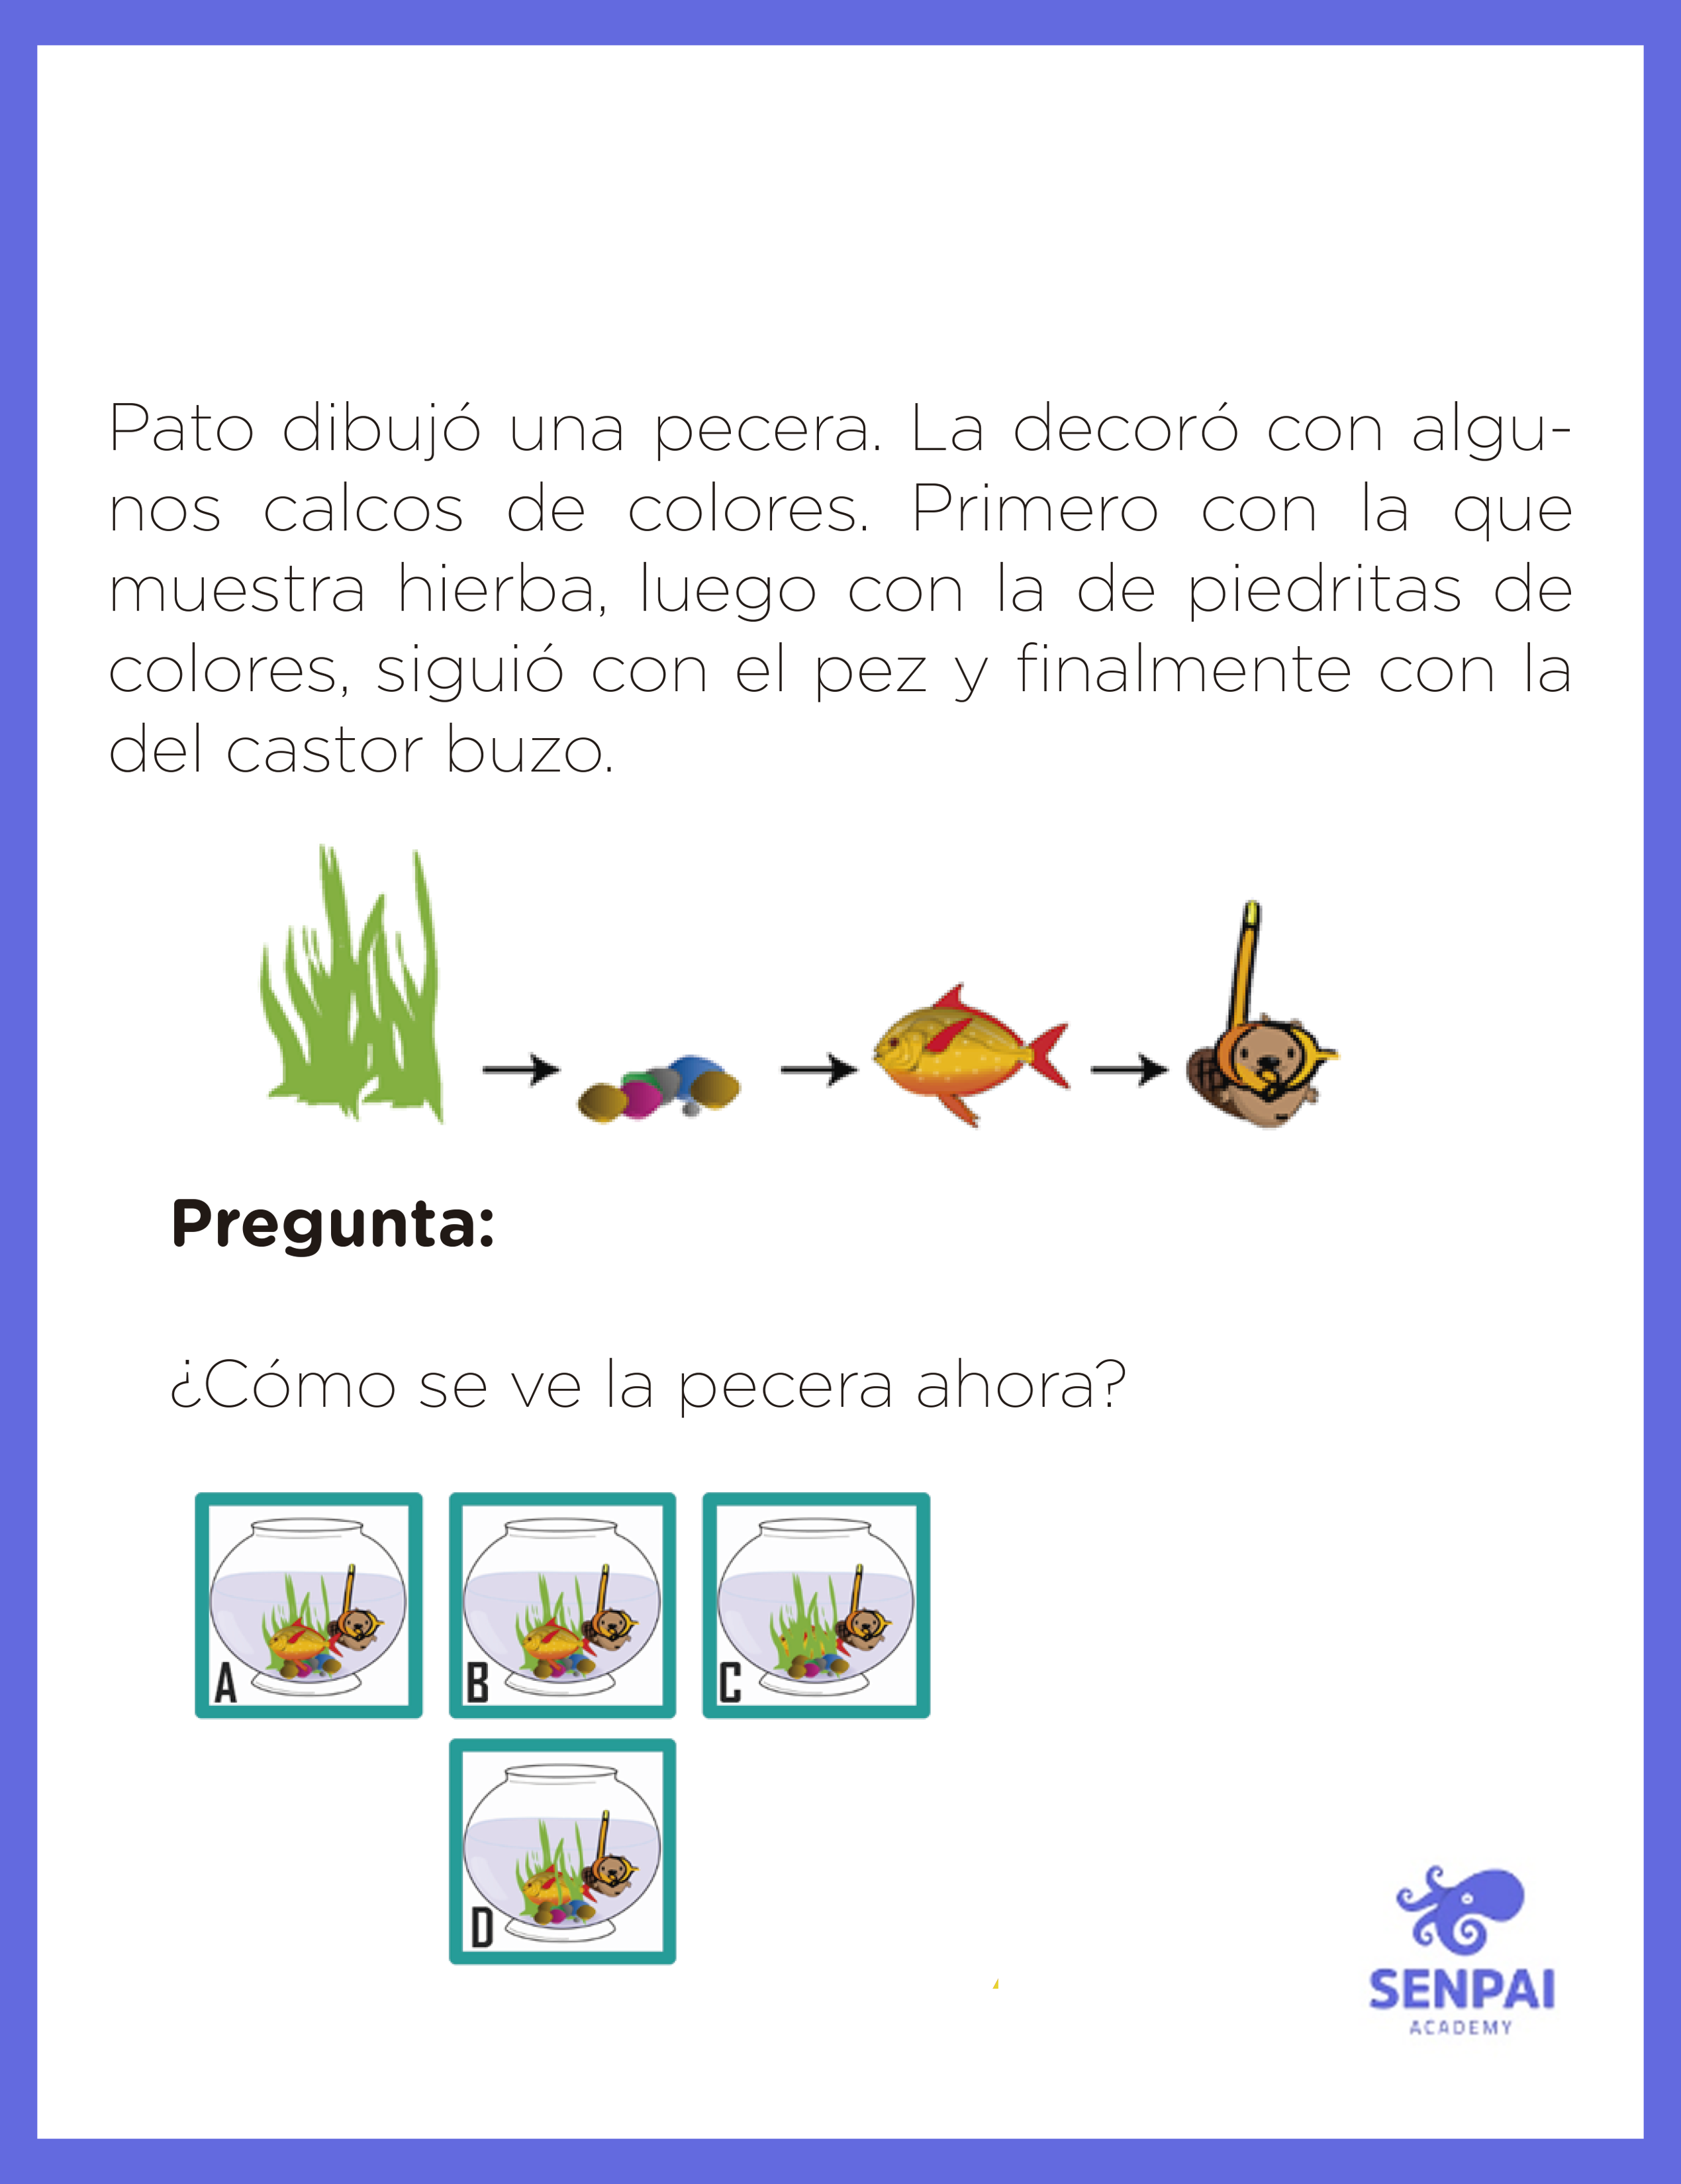 Pato dibujó una pecera. La decoró con algu-
nos calcos de colores. Primero con la que
muestra hierba, luego con la de piedritas de
colores, siguió con el pez y finalmente con la
del castor buzo.
Pregunta:
¿Cómo se ve la pecera ahora?
A
B
C
D
SENPAI
ACADEMY